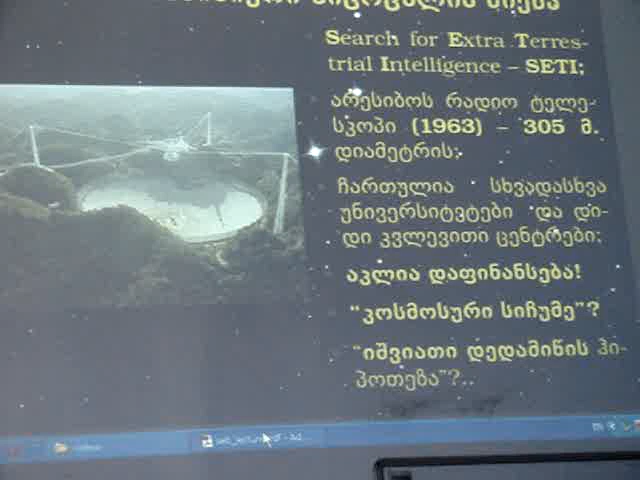 Search for Extra Terres-
trial Intelligence – SETI;
არესიბოს რადიო ტელე-
სკოპი (1963) – 305 მ.
დიამეტრის;
ჩართულია სხვადასხვა
უნივერსიტეტები და დი-
დი კვლევითი ცენტრები;
აკლია დაფინანსება!
“კოსმოსური სიჩუმე”?
“იშვიათი დედამიწის ჰი-
პოთეზა”?..
EN